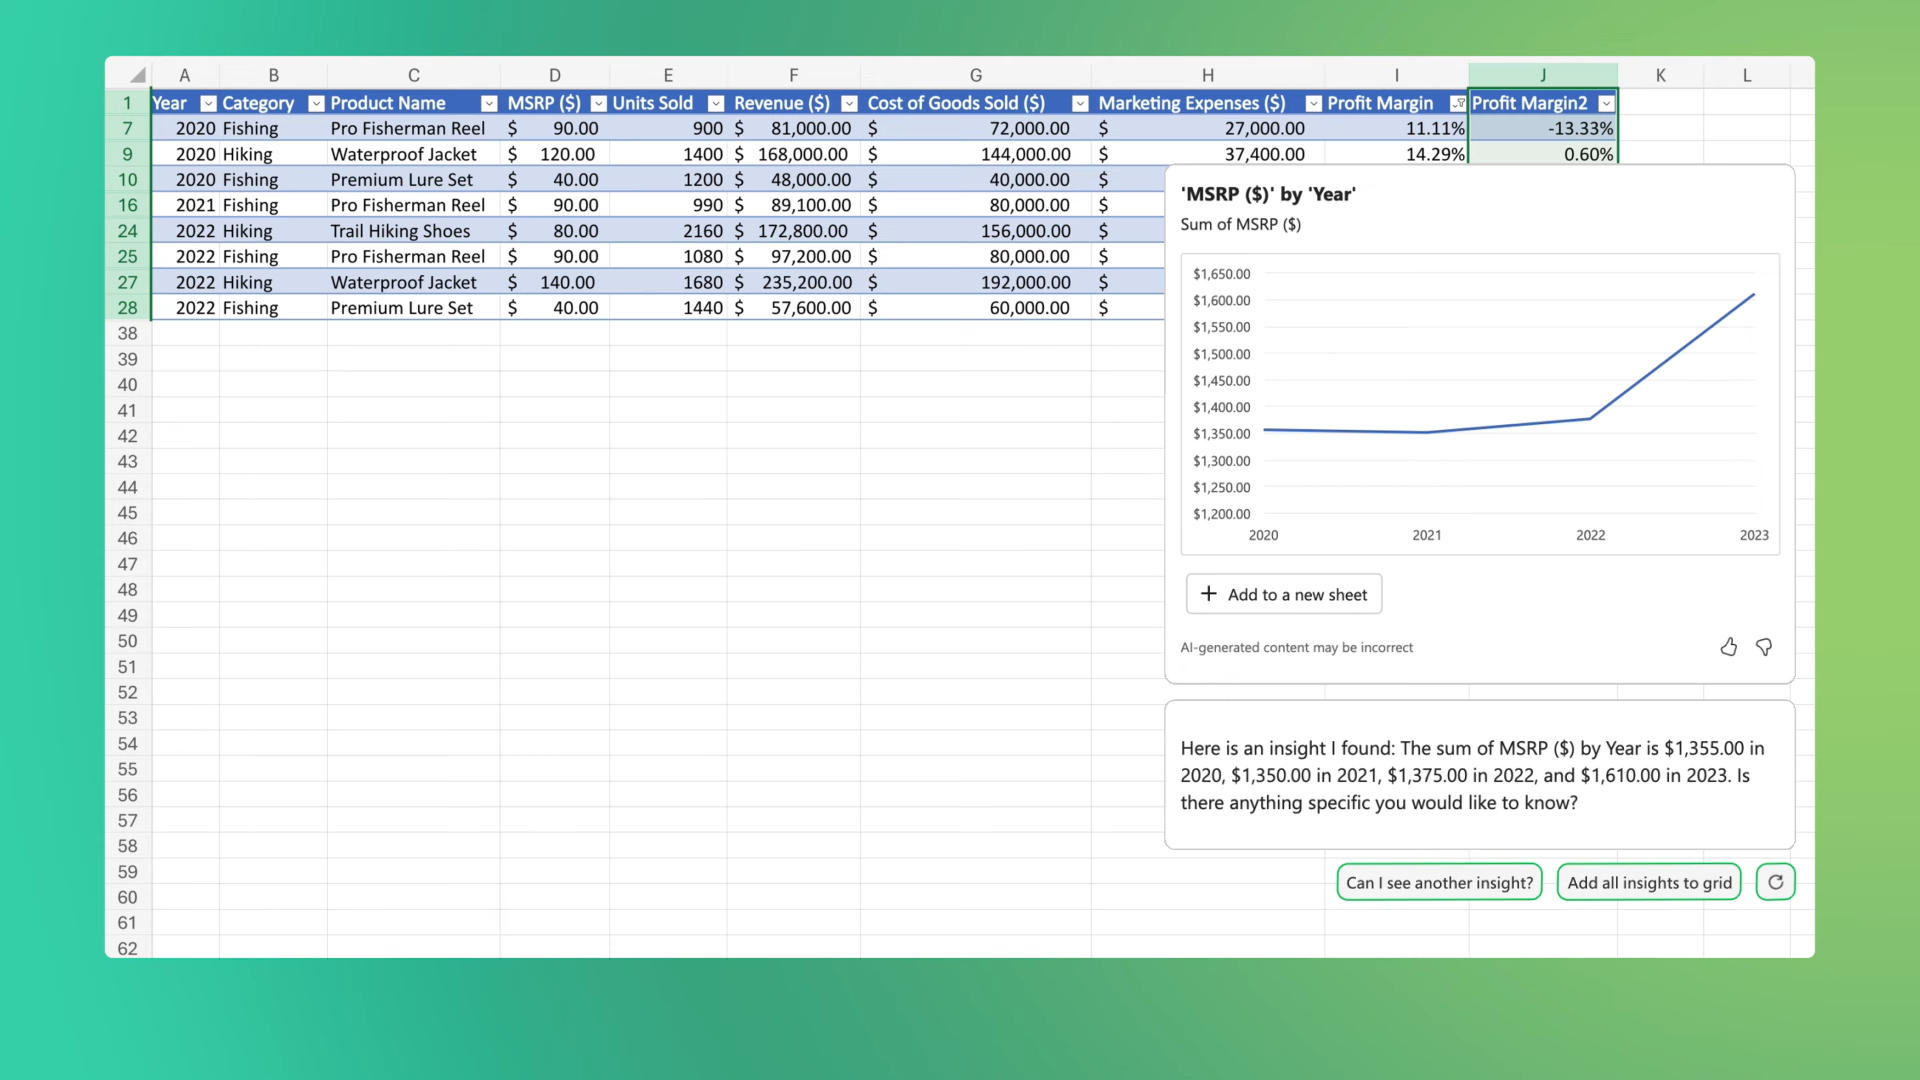 A B C D E F G H I J K L
1 Year Category Product Name MSRP ($) Units Sold Revenue ($) Cost of Goods Sold ($) Marketing Expenses ($) Profit Margin Profit Margin2
7 2020 Fishing Pro Fisherman Reel $ 90.00 900 $ 81,000.00 $ 72,000.00 $ 27,000.00 11.11% -13.33%
9 2020 Hiking Waterproof Jacket $ 120.00 1400 $ 168,000.00 $ 144,000.00 $ 37,400.00 14.29% 0.60%
10 2020 Fishing Premium Lure Set $ 40.00 1200 $ 48,000.00 $ 40,000.00 $
16 2021 Fishing Pro Fisherman Reel $ 90.00 990 $ 89,100.00 $ 80,000.00 $
24 2022 Hiking Trail Hiking Shoes $ 80.00 2160 $ 172,800.00 $ 156,000.00 $
25 2022 Fishing Pro Fisherman Reel $ 90.00 1080 $ 97,200.00 $ 80,000.00 $
27 2022 Hiking Waterproof Jacket $ 140.00 1680 $ 235,200.00 $ 192,000.00 $
28 2022 Fishing Premium Lure Set $ 40.00 1440 $ 57,600.00 $ 60,000.00 $
38
39
40
41
42
43
44
45
46
47
48
49
50
51
52
53
54
55
56
57
58
59
60
61
62
'MSRP ($)' by 'Year'
Sum of MSRP ($)
$1,650.00
$1,600.00
$1,550.00
$1,500.00
$1,450.00
$1,400.00
$1,350.00
$1,300.00
$1,250.00
$1,200.00
2020 2021 2022 2023
+ Add to a new sheet
AI-generated content may be incorrect
Here is an insight I found: The sum of MSRP ($) by Year is $1,355.00 in
2020, $1,350.00 in 2021, $1,375.00 in 2022, and $1,610.00 in 2023. Is
there anything specific you would like to know?
Can I see another insight? Add all insights to grid